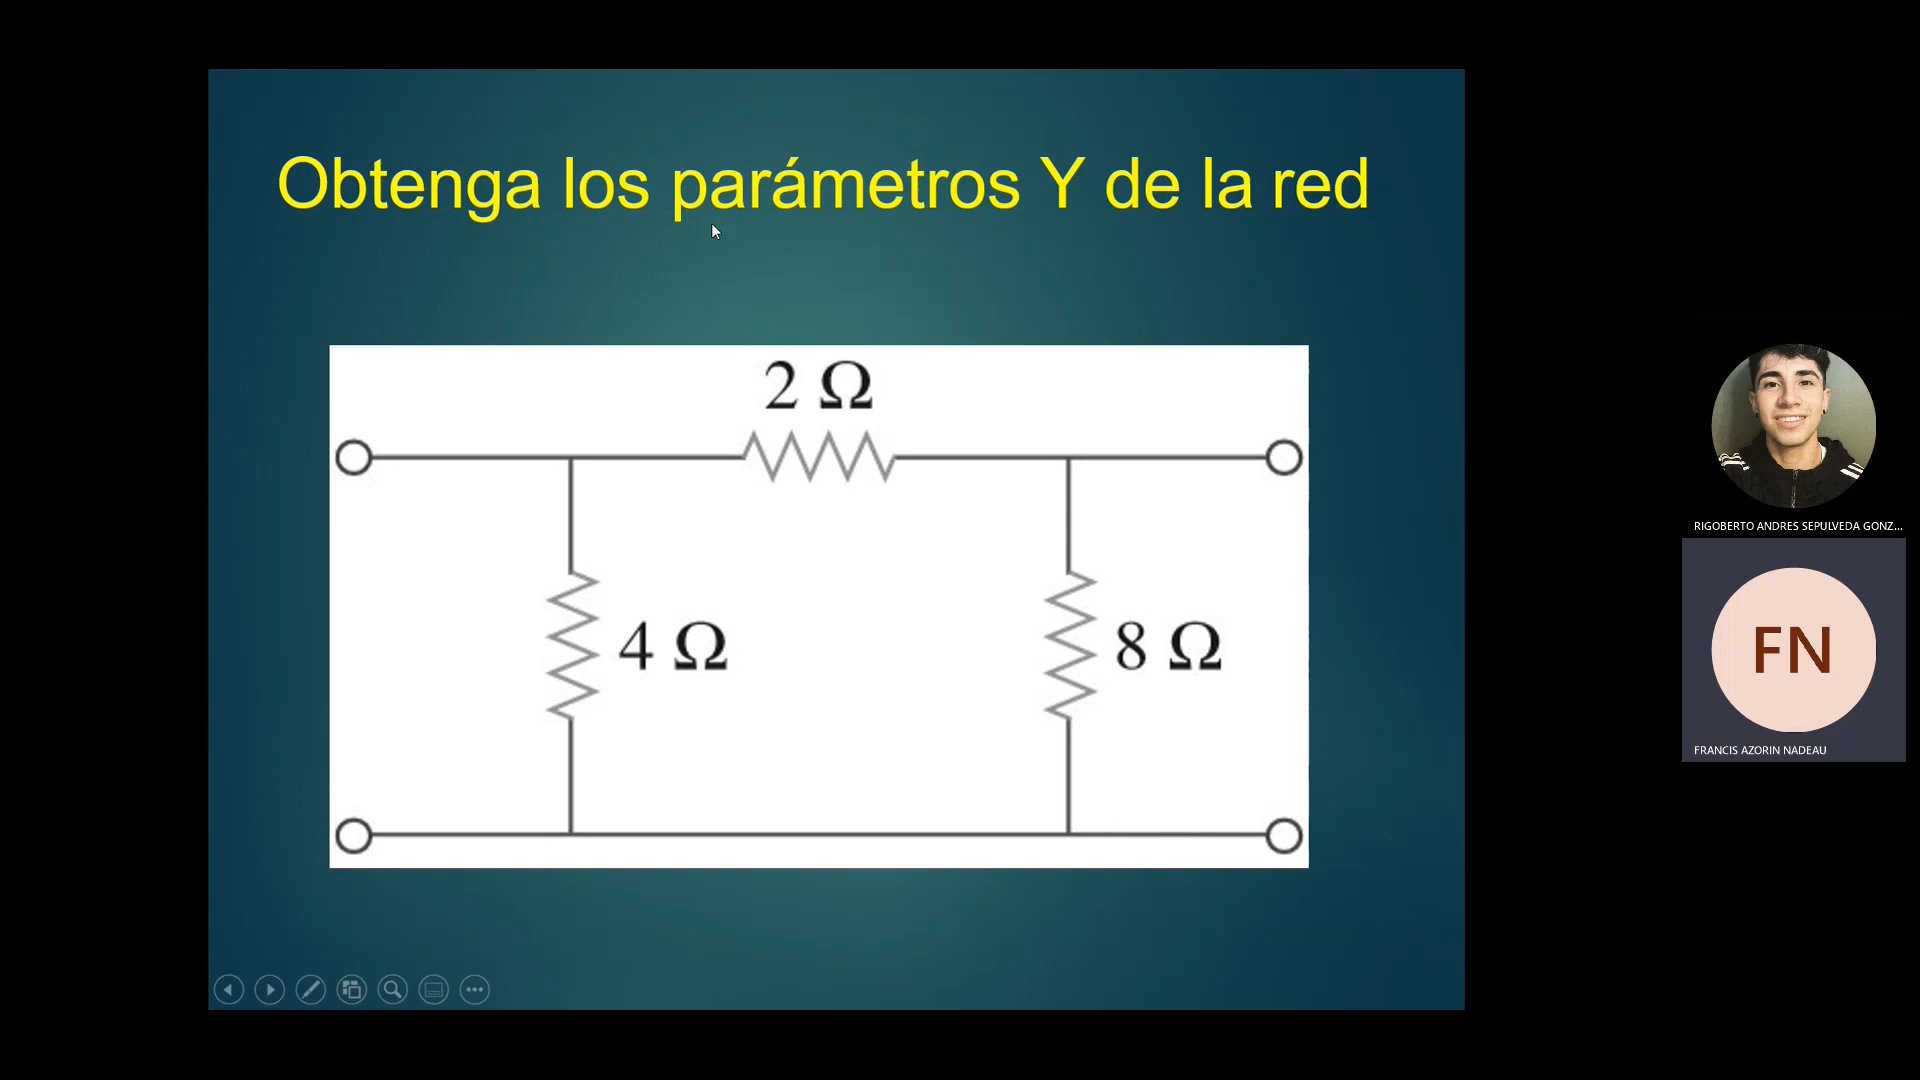 Obtenga los parámetros Y de la red
2 Ω
4 Ω
8 Ω
RIGOBERTO ANDRES SEPULVEDA GONZ...
FN
FRANCIS AZORIN NADEAU